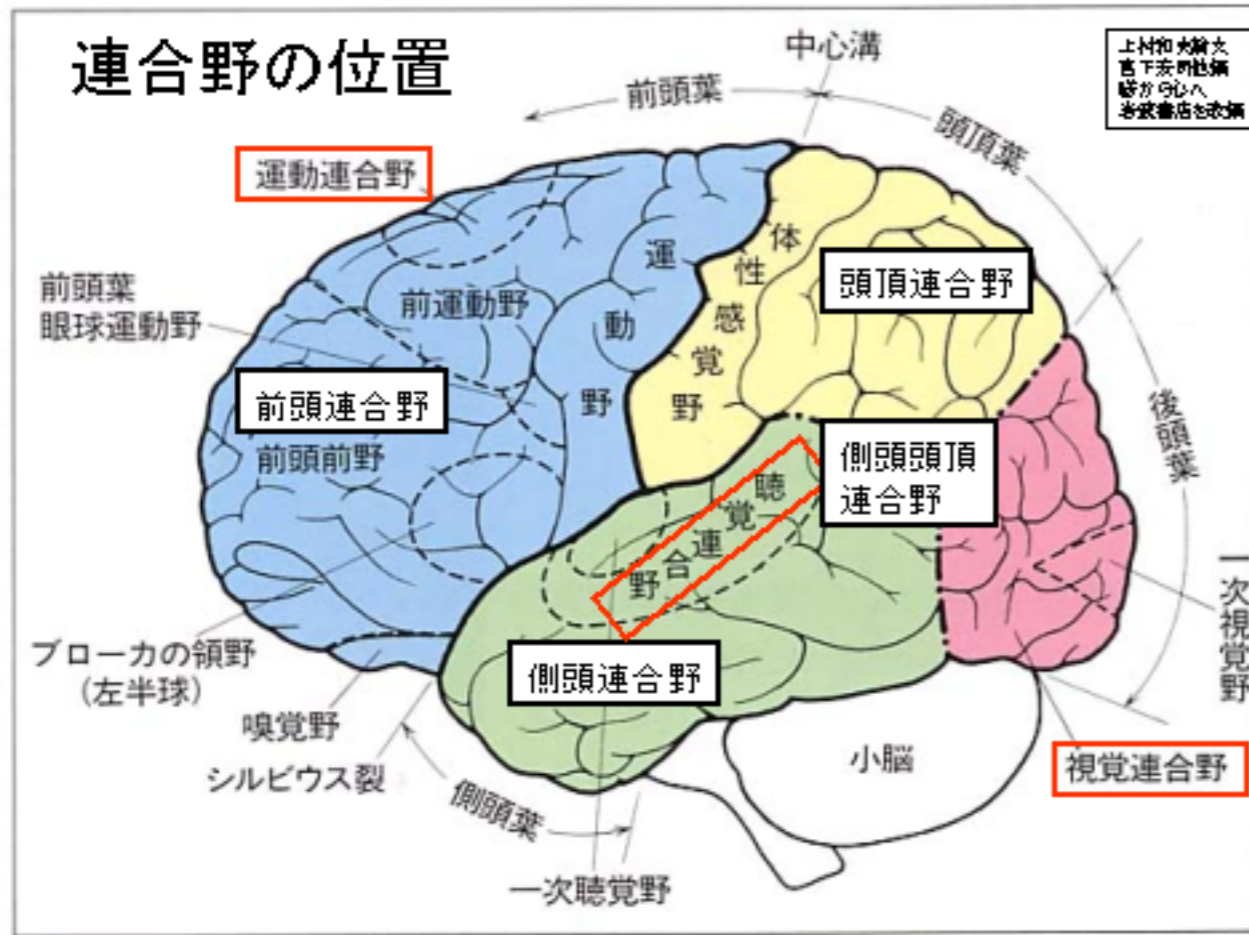 連合野の位置
中心溝
前頭葉
頭頂葉
運動連合野
運動野
体性感覚野
頭頂連合野
前頭葉
眼球運動野
前運動野
前頭連合野
前頭前野
後頭葉
側頭頭頂
連合野
聴覚連合野
一次視覚野
ブローカの領野
(左半球)
側頭連合野
嗅覚野
シルビウス裂
小脳
視覚連合野
側頭葉
一次聴覚野